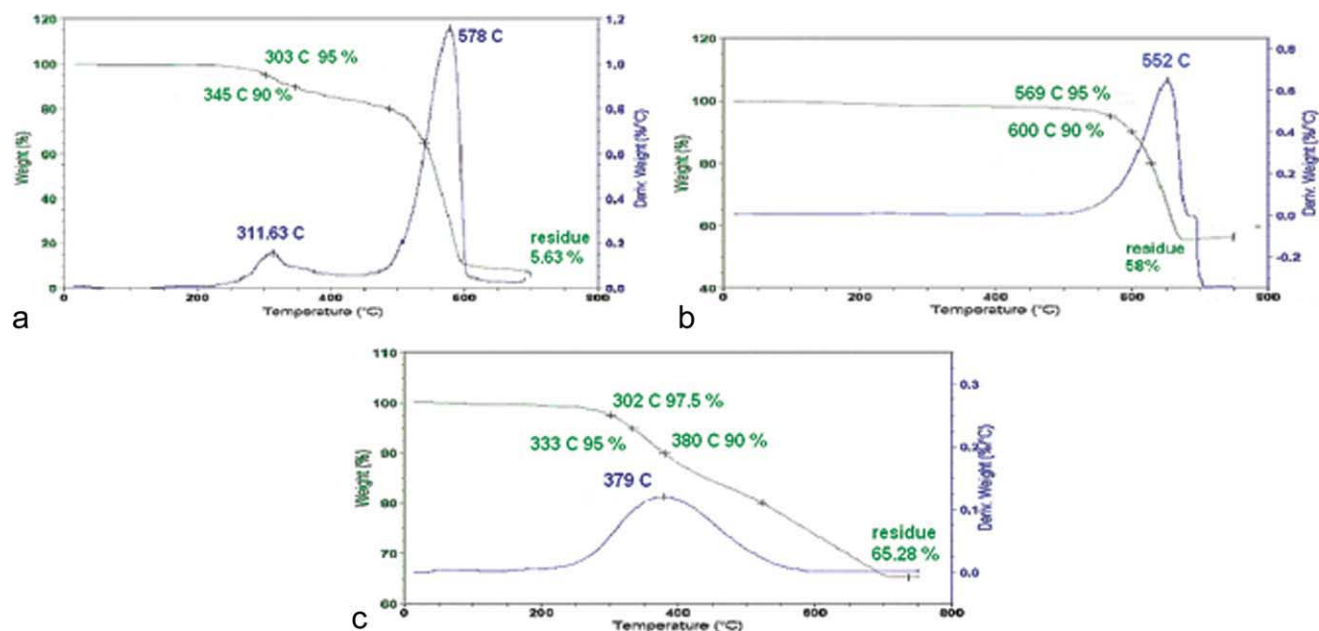 120
100
80
60
40
20
0
Weight (%)
303 C 95 %
345 C 90 %
311.63 C
578 C
residue
5.63 %
1.2
1.0
0.8
0.6
0.4
0.2
0.0
Deriv. Weight (%/°C)
0 200 400 600 800
Temperature (°C)
a
120
100
80
60
40
Weight (%)
552 C
569 C 95 %
600 C 90 %
residue
58%
0.8
0.6
0.4
0.2
0.0
-0.2
Deriv. Weight (%/°C)
0 200 400 600 800
Temperature (°C)
b
110
100
90
80
70
60
Weight (%)
302 C 97.5 %
333 C 95 %
380 C 90 %
379 C
residue
65.28 %
0.3
0.2
0.1
0.0
Deriv. Weight (%/°C)
0 200 400 600 800
Temperature (°C)
c